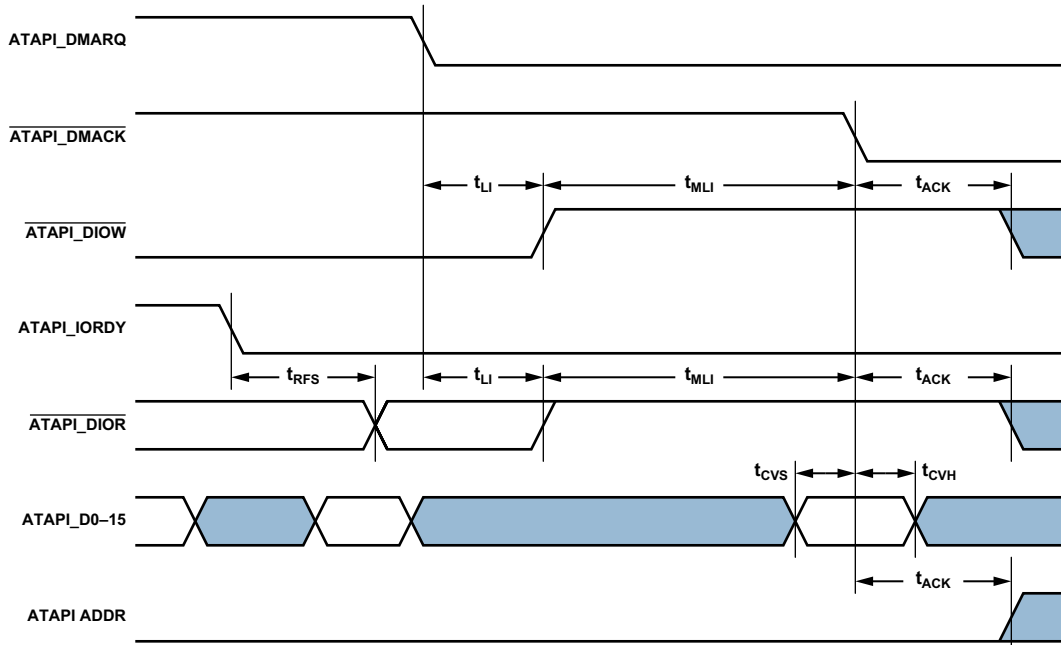 ATAPI_DMARQ
ATAPI_DMACK
tLI tMLI tACK
ATAPI_DIOW
ATAPI_IORDY
tRFS tLI tMLI tACK
ATAPI_DIOR
tCVS tCVH
ATAPI_D0–15
tACK
ATAPI ADDR